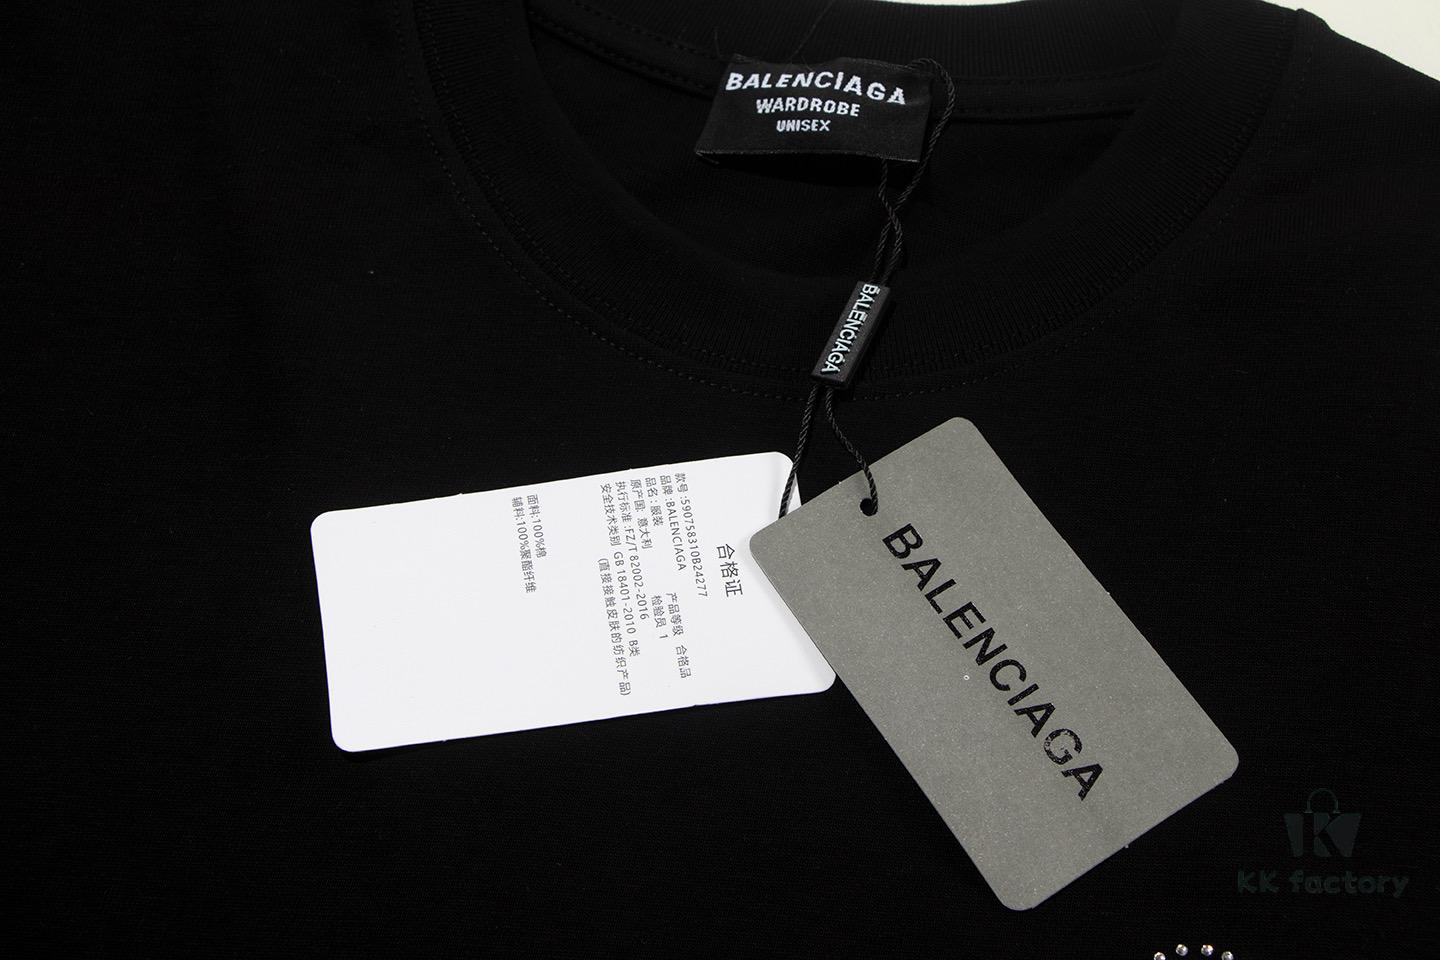 BALENCIAGA
WARDROBE
UNISEX
BALENCIAGA
合格证
款号:590758310B24277
品牌:BALENCIAGA 产品等级 合格品
品名:服装 检验员 1
原产国: 意大利
执行标准:FZ/T 82002-2016
安全技术类别 GB 18401-2010 B类
(直接接触皮肤的纺织产品)
面料:100%棉
辅料:100%聚酯纤维
BALENCIAGA
KK factory